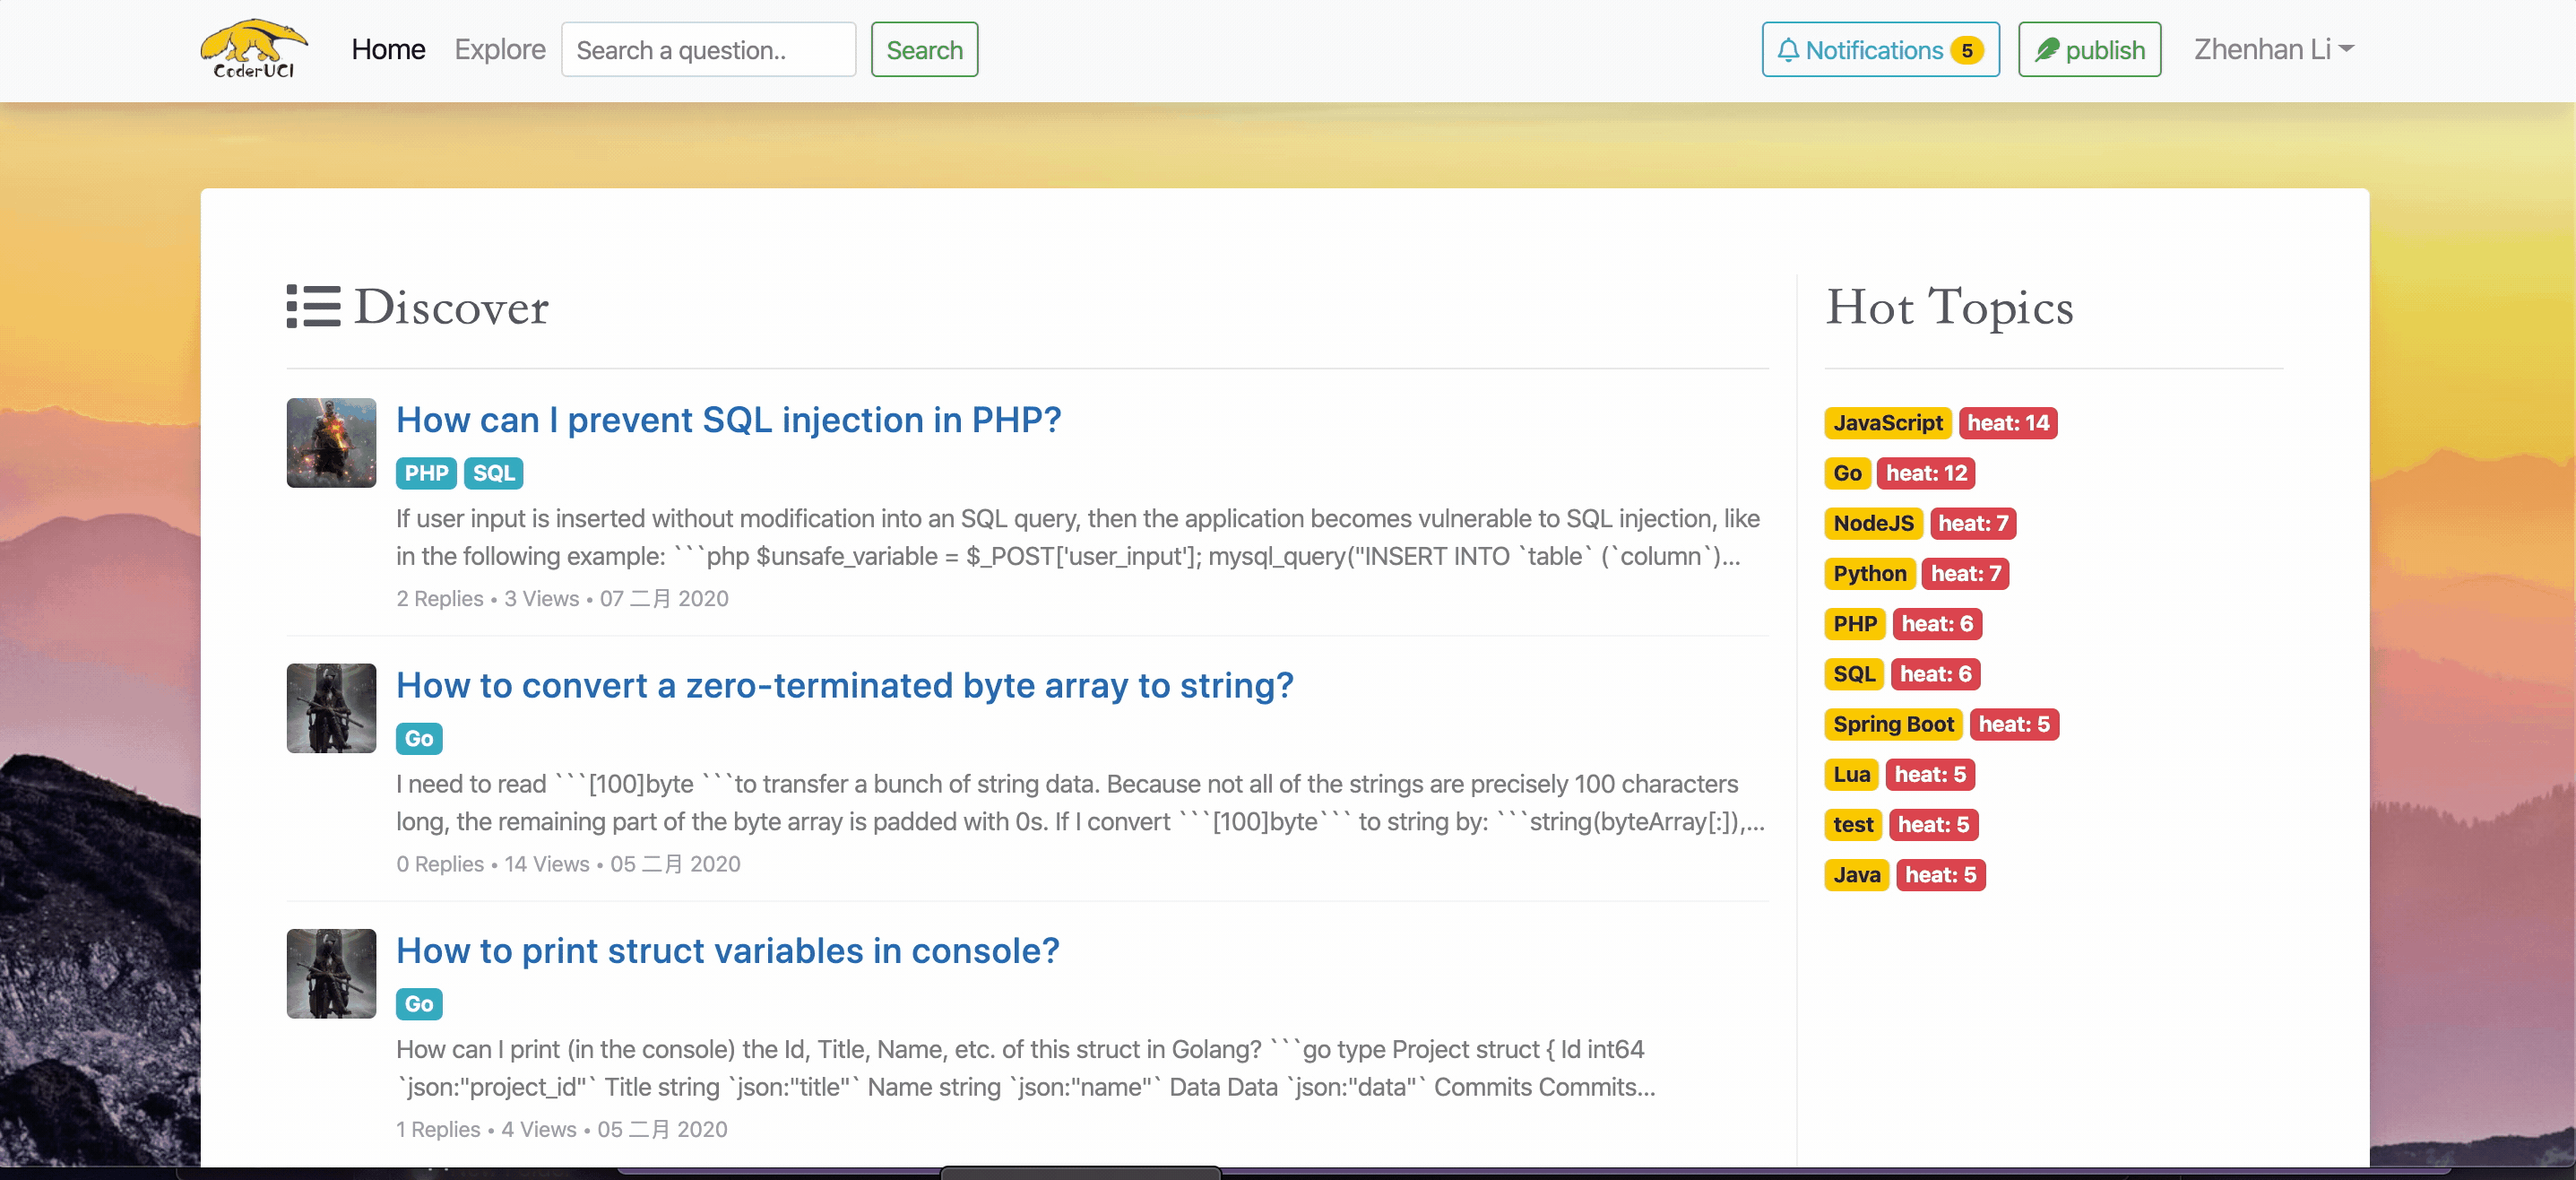 CoderUCI
Home Explore Search a question.. Search Notifications 5 publish Zhenhan Li
Discover
How can I prevent SQL injection in PHP?
PHP SQL
If user input is inserted without modification into an SQL query, then the application becomes vulnerable to SQL injection, like
in the following example: ```php $unsafe_variable = $_POST['user_input']; mysql_query("INSERT INTO `table` (`column`)...
2 Replies • 3 Views • 07 二月 2020
How to convert a zero-terminated byte array to string?
Go
I need to read ```[100]byte ```to transfer a bunch of string data. Because not all of the strings are precisely 100 characters
long, the remaining part of the byte array is padded with 0s. If I convert ```[100]byte``` to string by: ```string(byteArray[:]),...
0 Replies • 14 Views • 05 二月 2020
How to print struct variables in console?
Go
How can I print (in the console) the Id, Title, Name, etc. of this struct in Golang? ```go type Project struct { Id int64
`json:"project_id"` Title string `json:"title"` Name string `json:"name"` Data Data `json:"data"` Commits Commits...
1 Replies • 4 Views • 05 二月 2020
Hot Topics
JavaScript heat: 14
Go heat: 12
NodeJS heat: 7
Python heat: 7
PHP heat: 6
SQL heat: 6
Spring Boot heat: 5
Lua heat: 5
test heat: 5
Java heat: 5